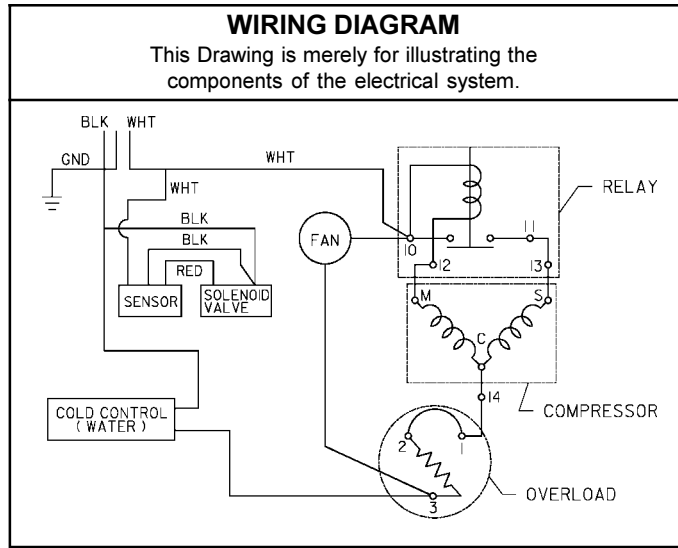 WIRING DIAGRAM
This Drawing is merely for illustrating the
components of the electrical system.
BLK WHT
GND
WHT
WHT
BLK
BLK
RED
SENSOR
SOLENOID
VALVE
FAN
RELAY
10
11
12
13
M
S
C
14
COMPRESSOR
COLD CONTROL
( WATER )
2
1
3
OVERLOAD